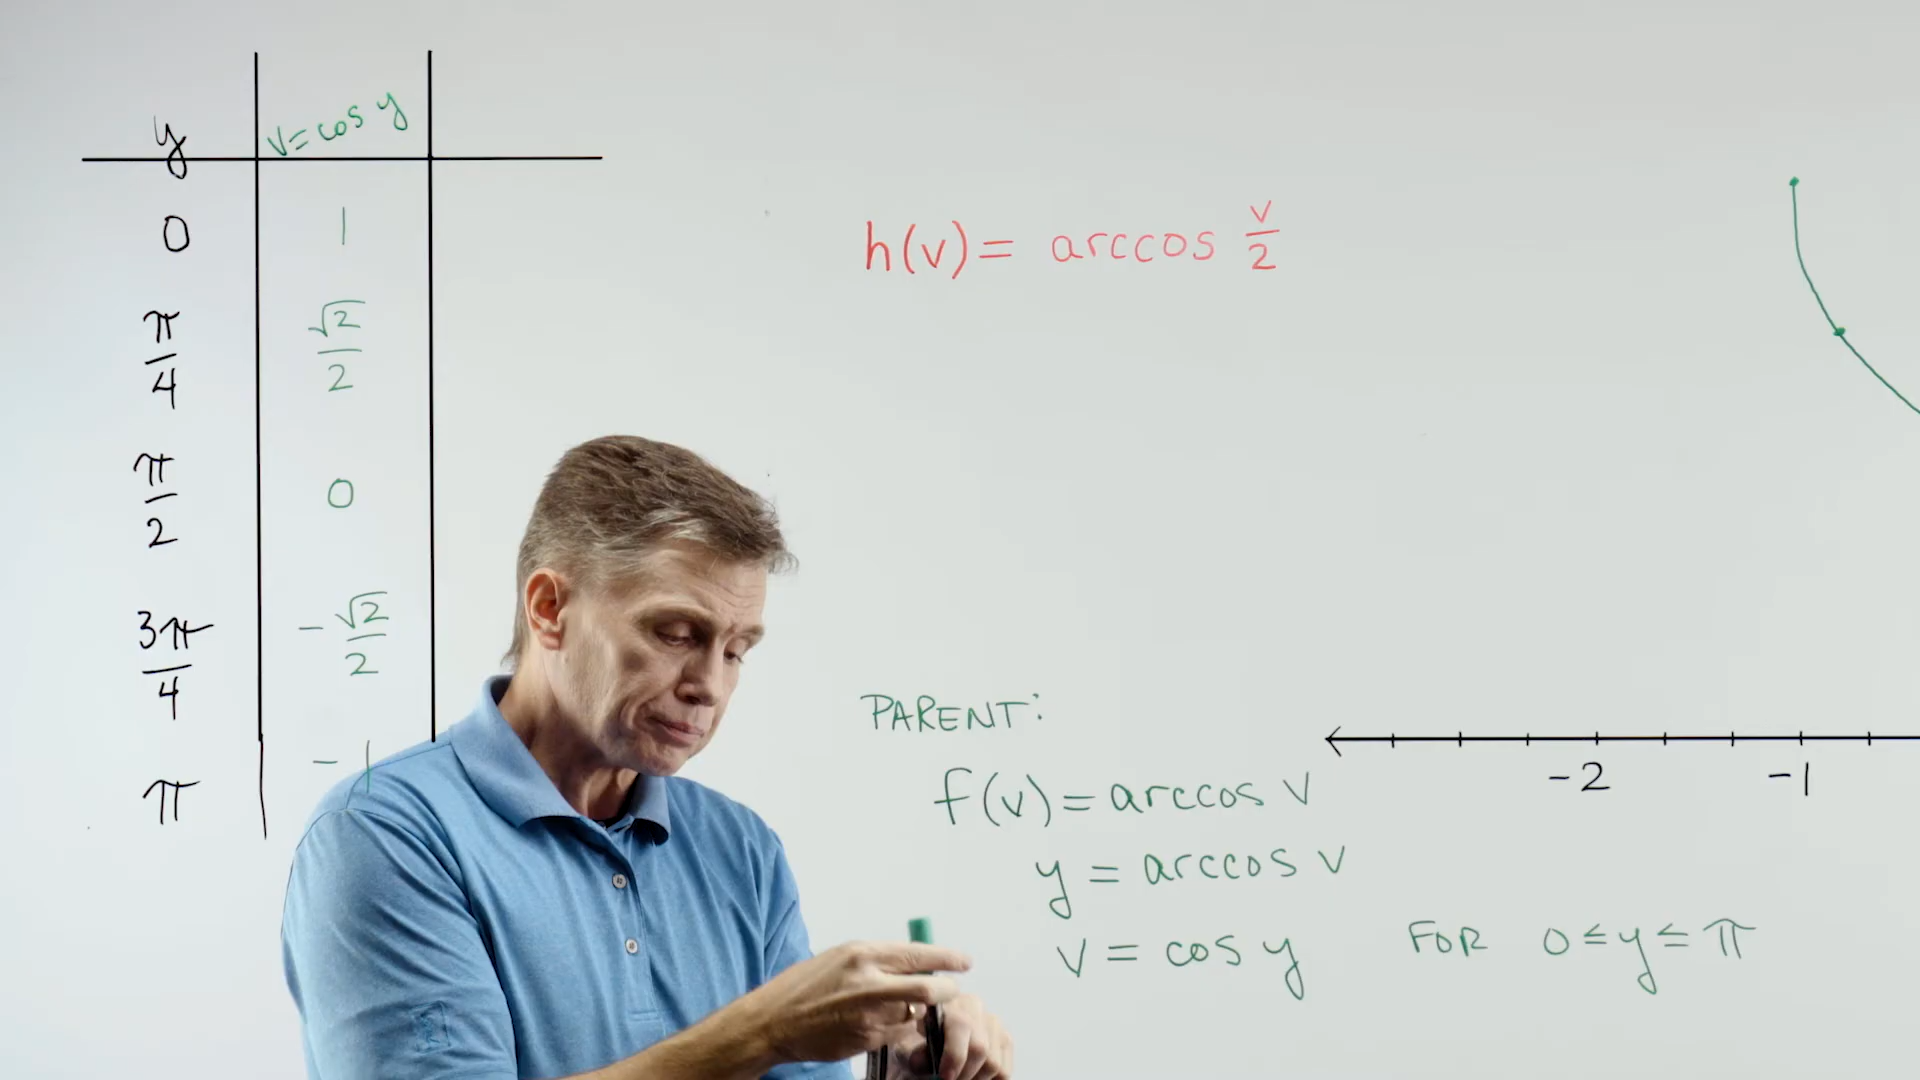 y v=cos y
0 1
π/4 √2/2
π/2 0
3π/4 -√2/2
π -1
h(v)= arccos v/2
PARENT:
f(v)=arccos v
y = arccos v
v = cos y FOR 0≤y≤π
-2 -1